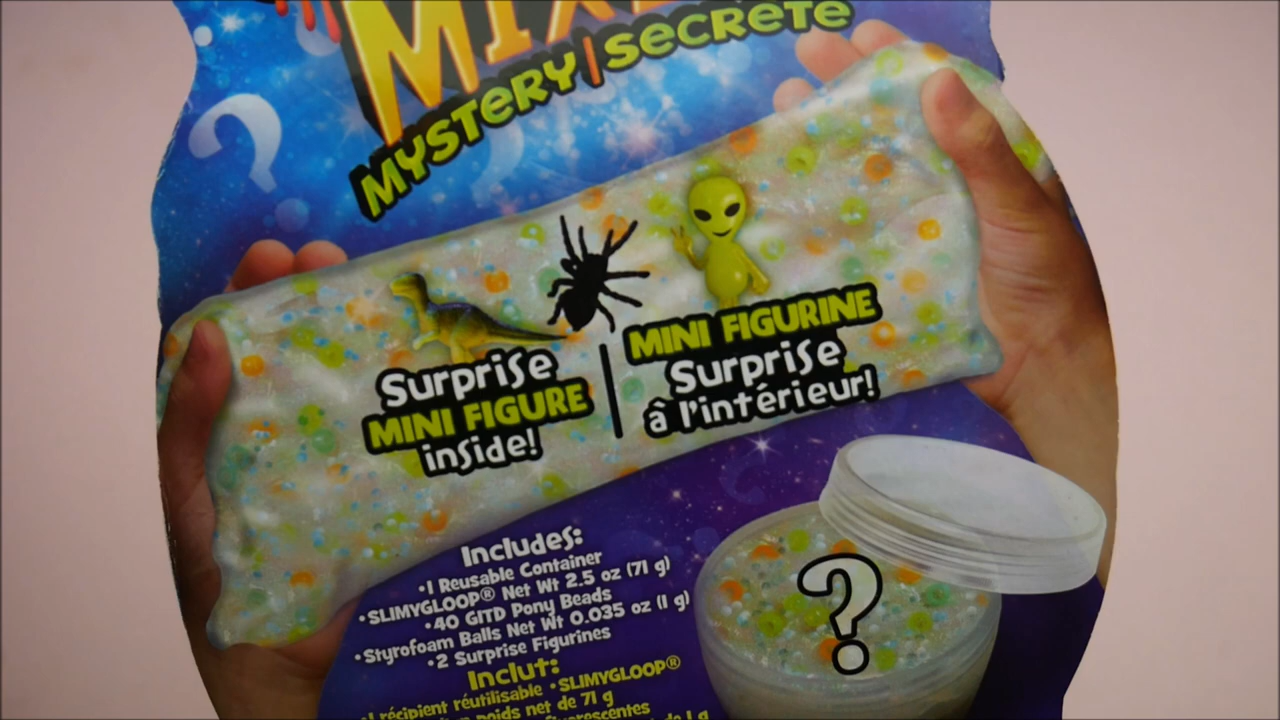 MYSTERY | SECRETE
Surprise
MINI FIGURE
inside!
MINI FIGURINE
Surprise
à l'intérieur!
Includes:
•1 Reusable Container
•SLIMYGLOOP® Net Wt 2.5 oz (71 g)
•40 GITD Pony Beads
•Styrofoam Balls Net Wt 0.035 oz (1 g)
•2 Surprise Figurines
Inclut:
récipient réutilisable •SLIMYGLOOP®
poids net de 71 g
de 1 g
?